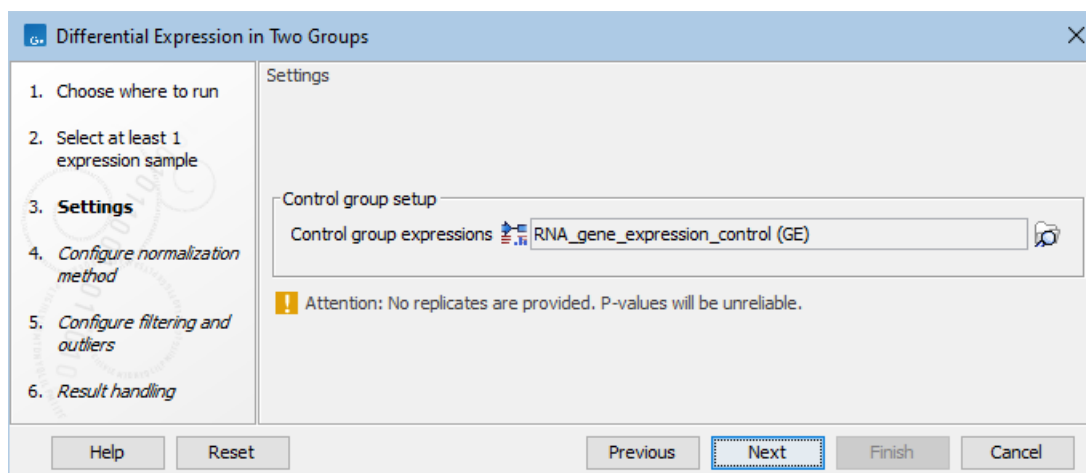 Differential Expression in Two Groups
1. Choose where to run
2. Select at least 1
expression sample
3. Settings
4. Configure normalization
method
5. Configure filtering and
outliers
6. Result handling
Settings
Control group setup
Control group expressions RNA_gene_expression_control (GE)
Attention: No replicates are provided. P-values will be unreliable.
Help Reset Previous Next Finish Cancel